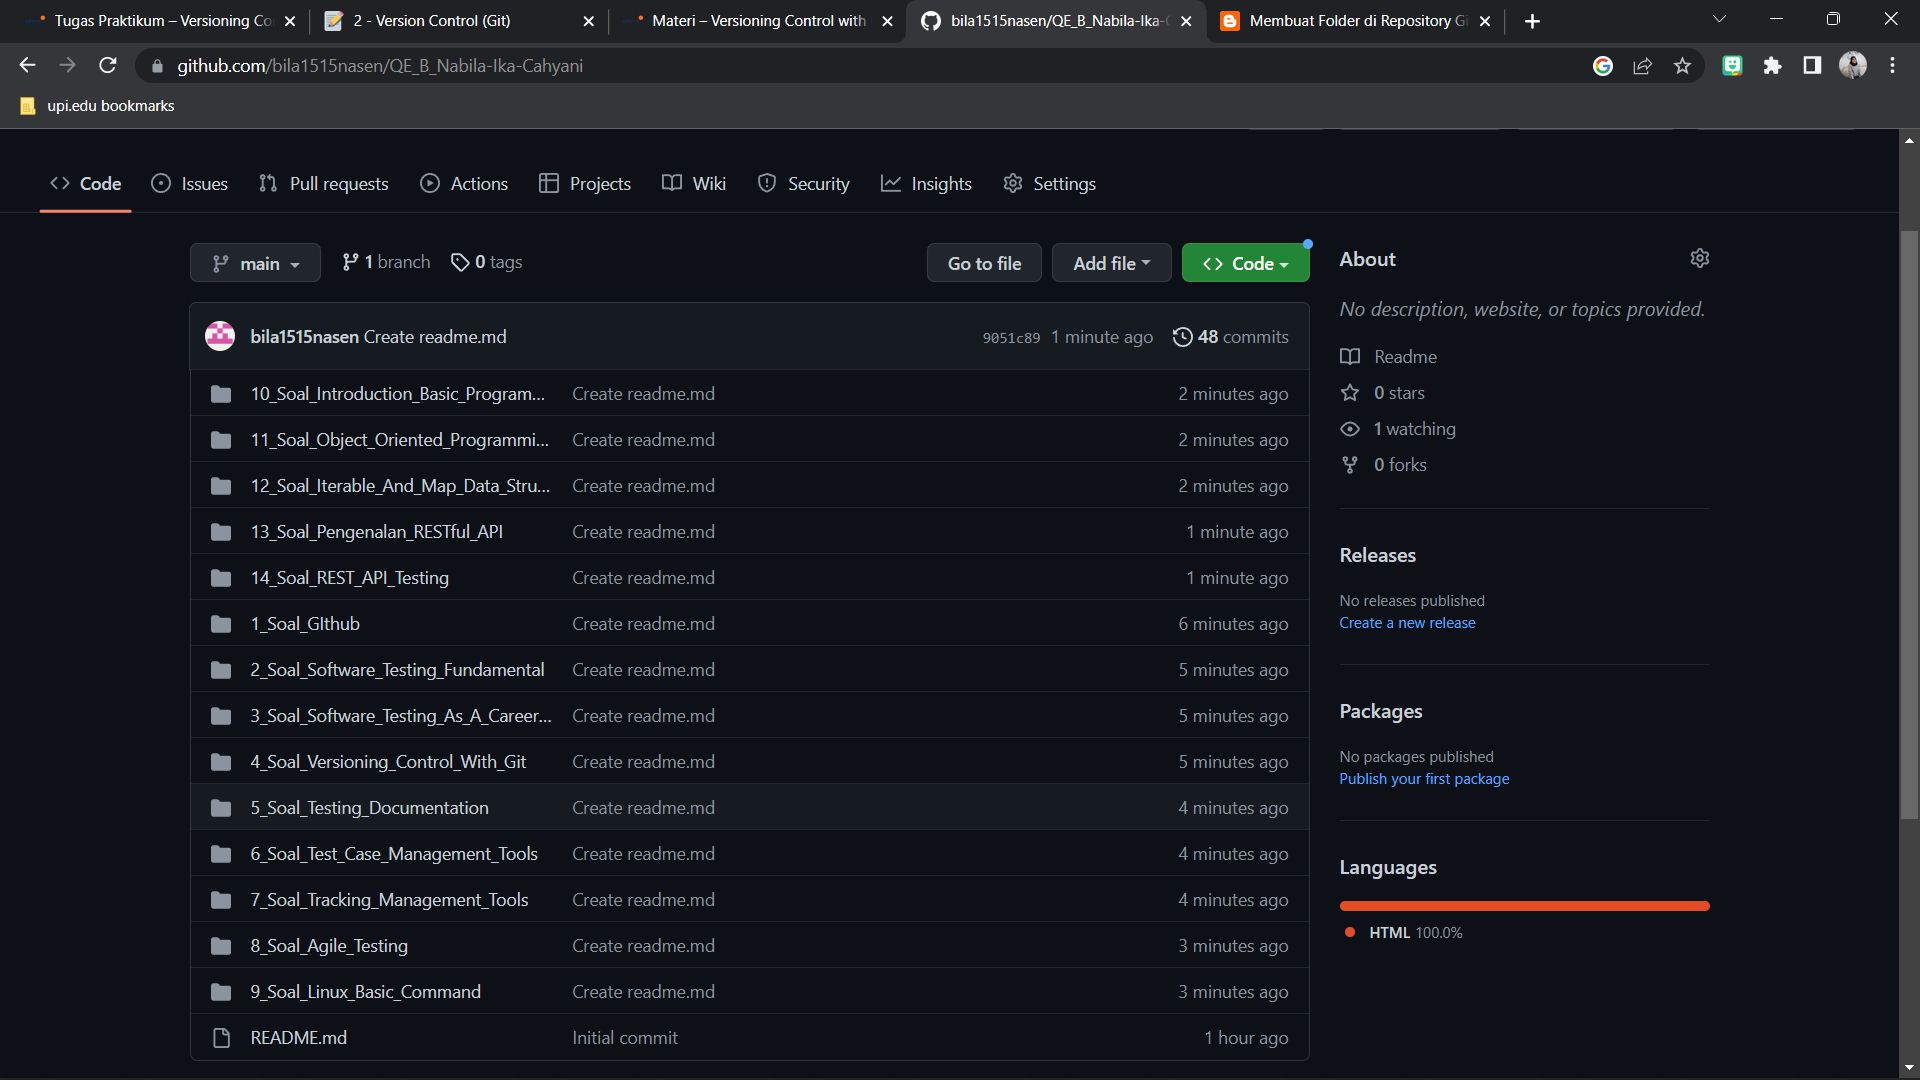 Tugas Praktikum – Versioning Co
2 - Version Control (Git)
Materi – Versioning Control with
bila1515nasen/QE_B_Nabila-Ika-C
Membuat Folder di Repository Gi
github.com/bila1515nasen/QE_B_Nabila-Ika-Cahyani
upi.edu bookmarks
Code
Issues
Pull requests
Actions
Projects
Wiki
Security
Insights
Settings
main
1 branch
0 tags
Go to file
Add file
Code
bila1515nasen Create readme.md
9051c89 1 minute ago
48 commits
10_Soal_Introduction_Basic_Program... Create readme.md 2 minutes ago
11_Soal_Object_Oriented_Programmi... Create readme.md 2 minutes ago
12_Soal_Iterable_And_Map_Data_Stru... Create readme.md 2 minutes ago
13_Soal_Pengenalan_RESTful_API Create readme.md 1 minute ago
14_Soal_REST_API_Testing Create readme.md 1 minute ago
1_Soal_GIthub Create readme.md 6 minutes ago
2_Soal_Software_Testing_Fundamental Create readme.md 5 minutes ago
3_Soal_Software_Testing_As_A_Career... Create readme.md 5 minutes ago
4_Soal_Versioning_Control_With_Git Create readme.md 5 minutes ago
5_Soal_Testing_Documentation Create readme.md 4 minutes ago
6_Soal_Test_Case_Management_Tools Create readme.md 4 minutes ago
7_Soal_Tracking_Management_Tools Create readme.md 4 minutes ago
8_Soal_Agile_Testing Create readme.md 3 minutes ago
9_Soal_Linux_Basic_Command Create readme.md 3 minutes ago
README.md Initial commit 1 hour ago
About
No description, website, or topics provided.
Readme
0 stars
1 watching
0 forks
Releases
No releases published
Create a new release
Packages
No packages published
Publish your first package
Languages
HTML 100.0%